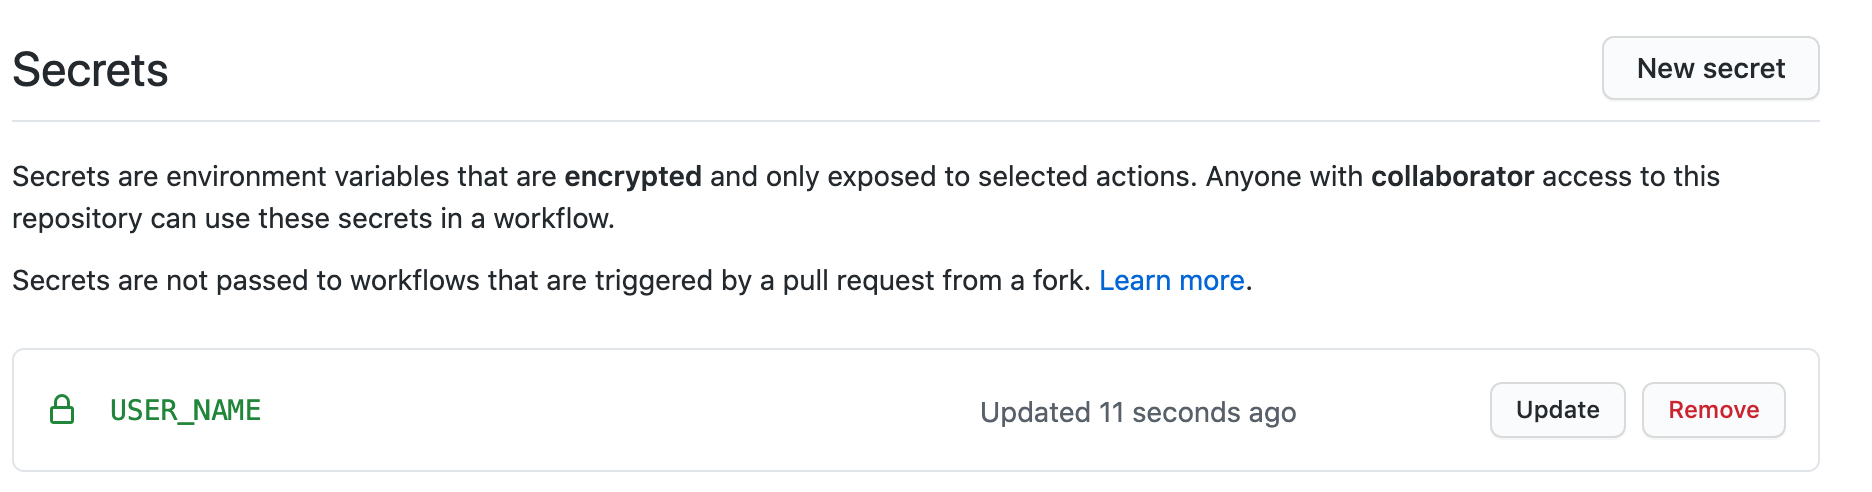 Secrets
New secret
Secrets are environment variables that are encrypted and only exposed to selected actions. Anyone with collaborator access to this
repository can use these secrets in a workflow.
Secrets are not passed to workflows that are triggered by a pull request from a fork. Learn more.
USER_NAME
Updated 11 seconds ago
Update
Remove